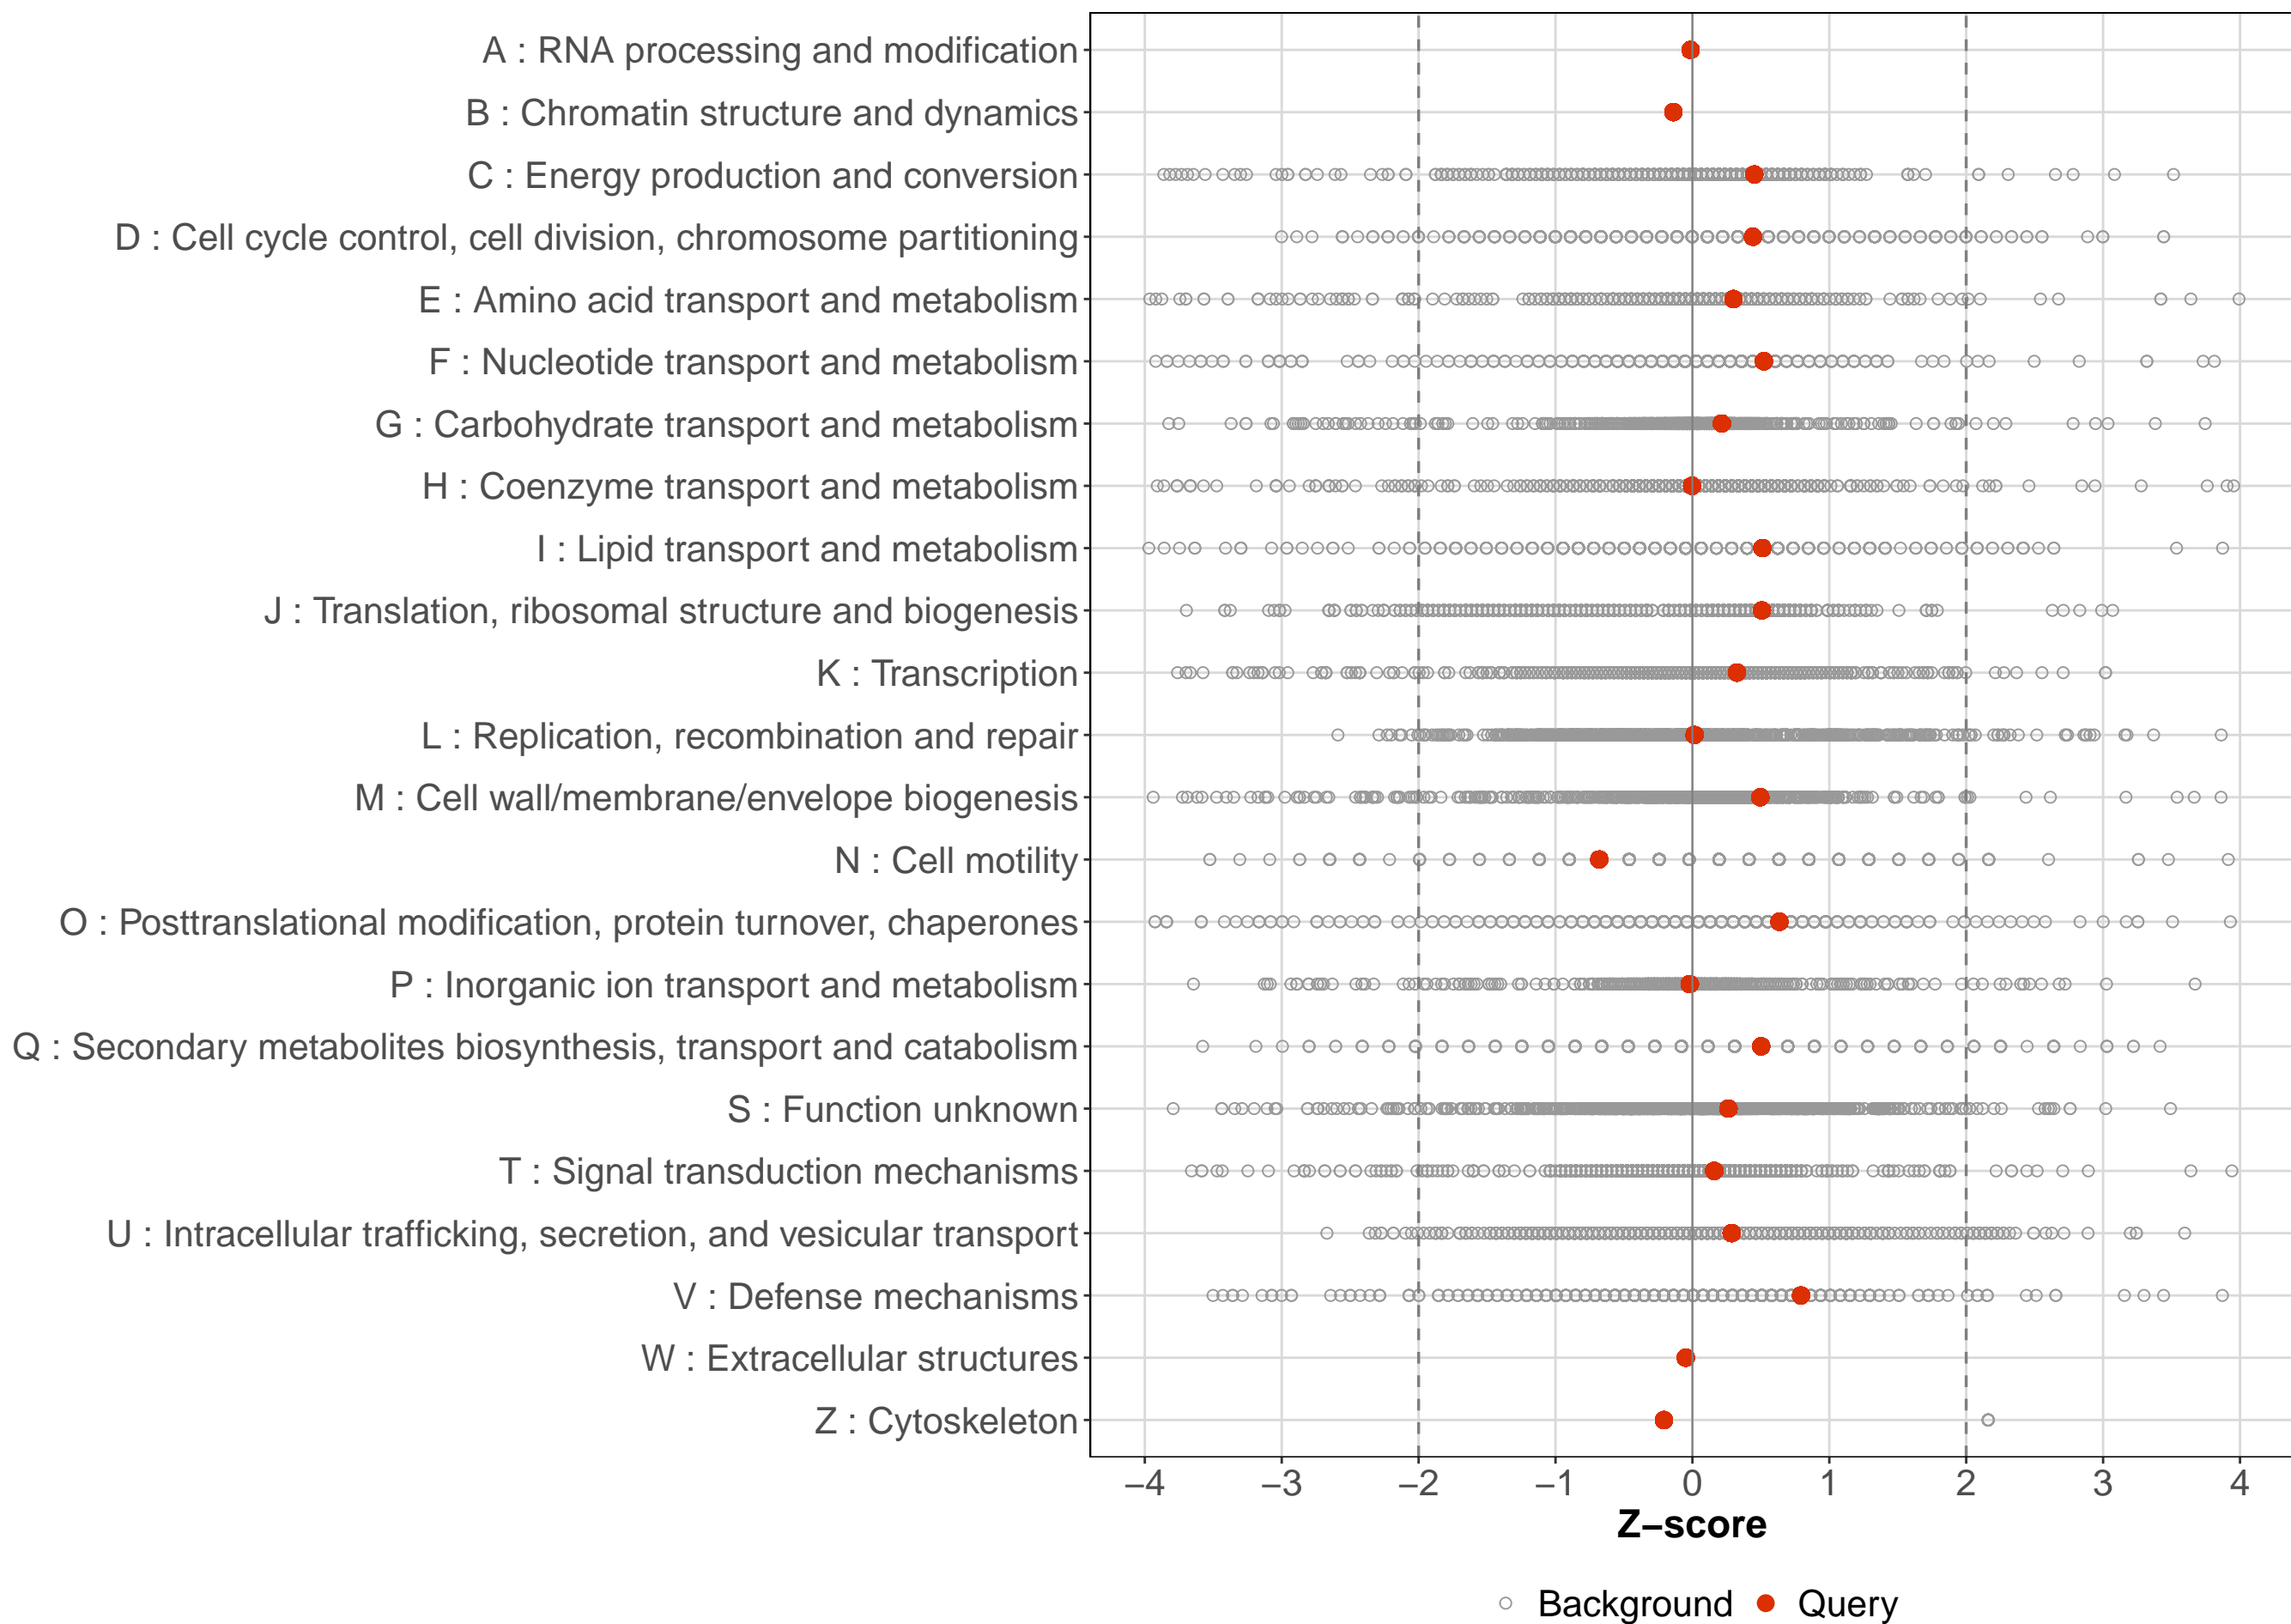 A : RNA processing and modification
B : Chromatin structure and dynamics
C : Energy production and conversion
D : Cell cycle control, cell division, chromosome partitioning
E : Amino acid transport and metabolism
F : Nucleotide transport and metabolism
G : Carbohydrate transport and metabolism
H : Coenzyme transport and metabolism
I : Lipid transport and metabolism
J : Translation, ribosomal structure and biogenesis
K : Transcription
L : Replication, recombination and repair
M : Cell wall/membrane/envelope biogenesis
N : Cell motility
O : Posttranslational modification, protein turnover, chaperones
P : Inorganic ion transport and metabolism
Q : Secondary metabolites biosynthesis, transport and catabolism
S : Function unknown
T : Signal transduction mechanisms
U : Intracellular trafficking, secretion, and vesicular transport
V : Defense mechanisms
W : Extracellular structures
Z : Cytoskeleton
−4 −3 −2 −1 0 1 2 3 4
Z−score
Background Query